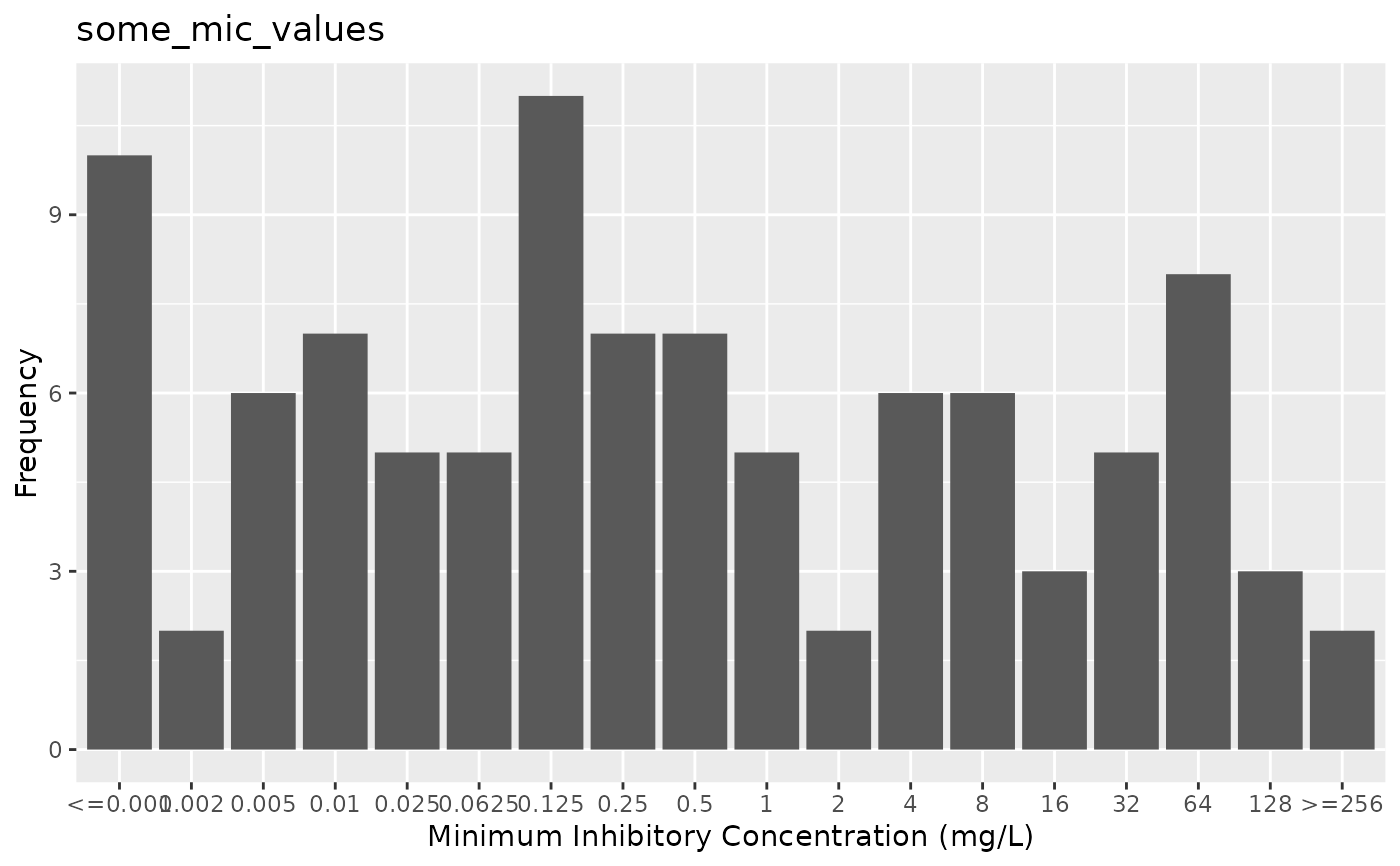 some_mic_values
Frequency
9
6
3
0
<=0.001 0.002 0.005 0.01 0.025 0.0625 0.125 0.25 0.5 1 2 4 8 16 32 64 128 >=256
Minimum Inhibitory Concentration (mg/L)